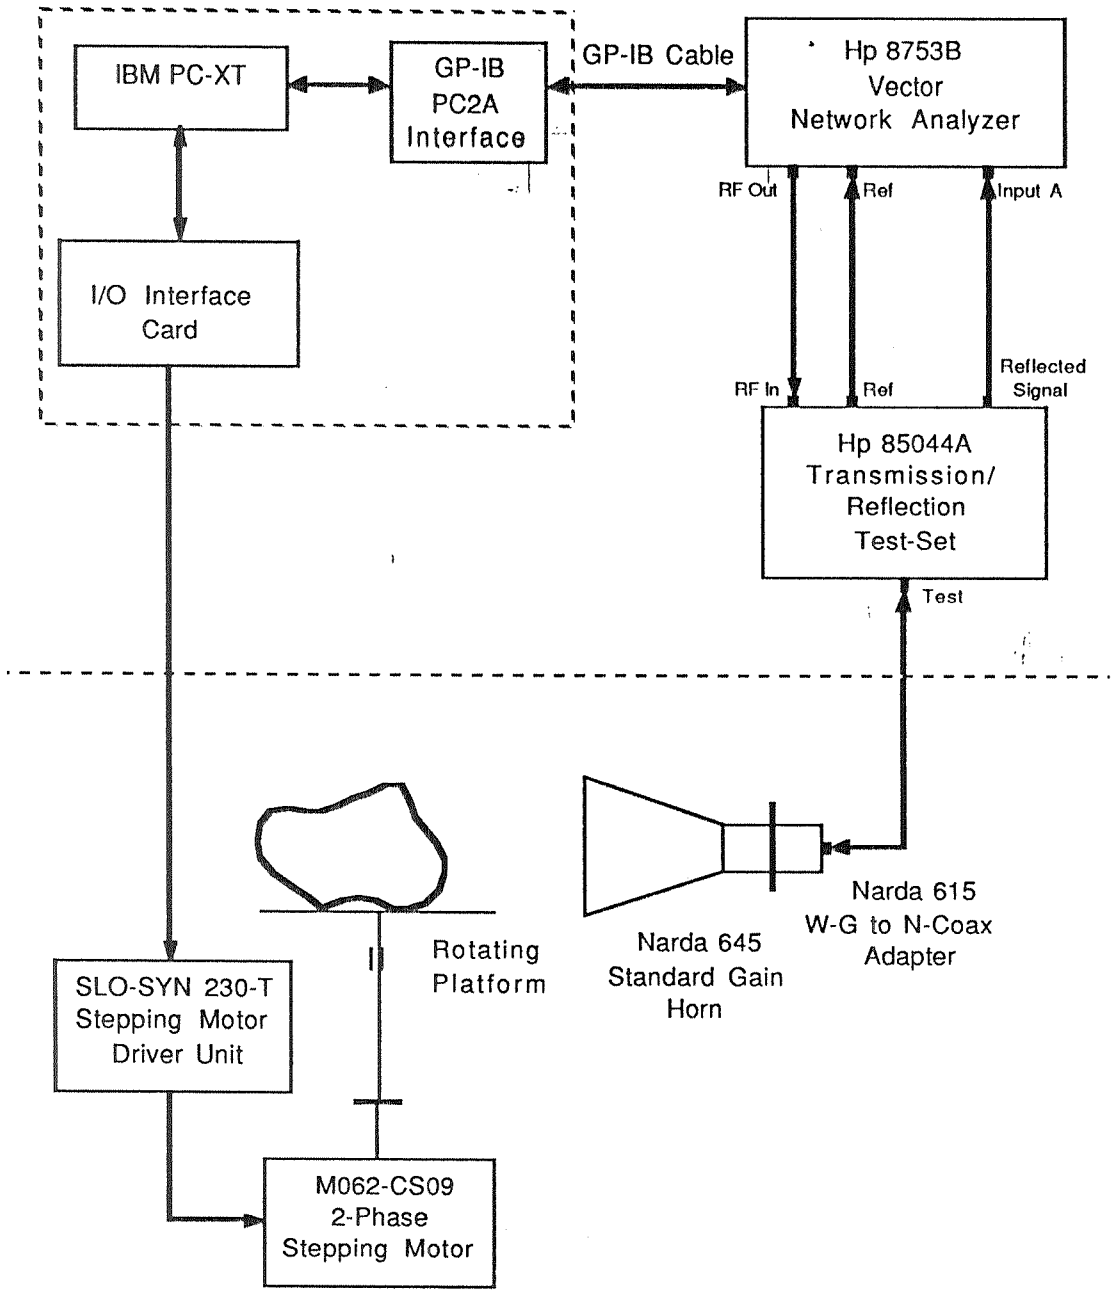 IBM PC-XT
GP-IB
PC2A
Interface
GP-IB Cable
Hp 8753B
Vector
Network Analyzer
RF Out
Ref
Input A
I/O Interface
Card
RF In
Ref
Reflected
Signal
Hp 85044A
Transmission/
Reflection
Test-Set
Test
Rotating
Platform
Narda 645
Standard Gain
Horn
Narda 615
W-G to N-Coax
Adapter
SLO-SYN 230-T
Stepping Motor
Driver Unit
M062-CS09
2-Phase
Stepping Motor